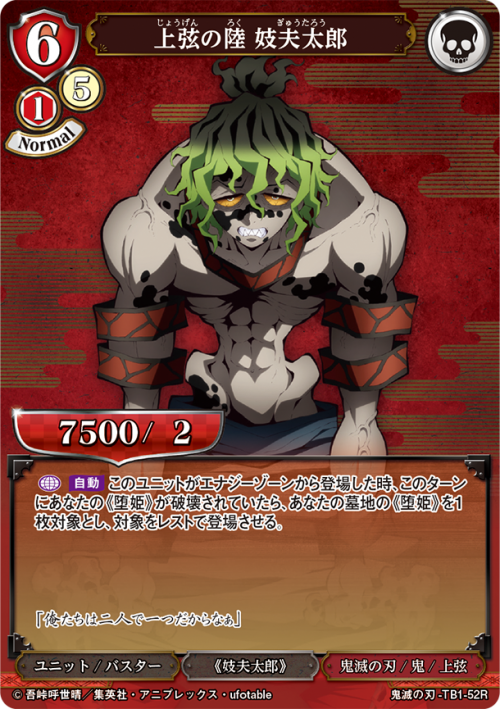 じょうげん ろく ぎゅうたろう
上弦の陸 妓夫太郎
6
5
1
Normal
7500/ 2
自動 このユニットがエナジーゾーンから登場した時、このターン
にあなたの《堕姫》が破壊されていたら、あなたの墓地の《堕姫》を1
枚対象とし、対象をレストで登場させる。
「俺たちは二人で一つだからなぁ」
ユニット / バスター 《妓夫太郎》 鬼滅の刃 / 鬼 / 上弦
© 吾峠呼世晴／集英社・アニプレックス・ufotable 鬼滅の刃 -TB1-52R